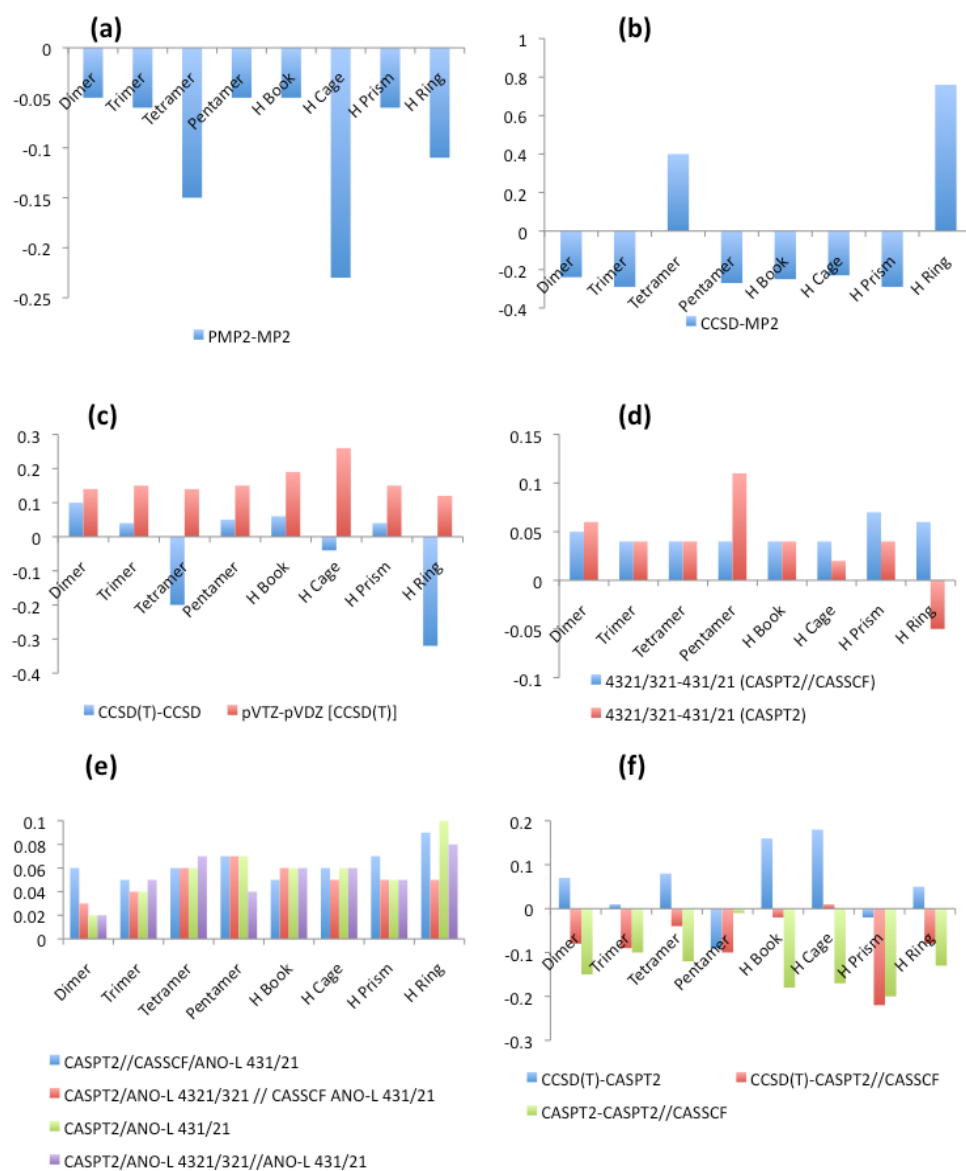 (a)
0
-0.05
-0.1
-0.15
-0.2
-0.25
Dimer
Trimer
Tetramer
Pentamer
H Book
H Cage
H Prism
H Ring
PMP2-MP2
(b)
1
0.8
0.6
0.4
0.2
0
-0.2
-0.4
Dimer
Trimer
Tetramer
Pentamer
H Book
H Cage
H Prism
H Ring
CCSD-MP2
(c)
0.3
0.2
0.1
0
-0.1
-0.2
-0.3
-0.4
Dimer
Trimer
Tetramer
Pentamer
H Book
H Cage
H Prism
H Ring
CCSD(T)-CCSD
pVTZ-pVDZ [CCSD(T)]
(d)
0.15
0.1
0.05
0
-0.05
-0.1
Dimer
Trimer
Tetramer
Pentamer
H Book
H Cage
H Prism
H Ring
4321/321-431/21 (CASPT2//CASSCF)
4321/321-431/21 (CASPT2)
(e)
0.1
0.08
0.06
0.04
0.02
0
Dimer
Trimer
Tetramer
Pentamer
H Book
H Cage
H Prism
H Ring
CASPT2//CASSCF/ANO-L 431/21
CASPT2/ANO-L 4321/321 // CASSCF ANO-L 431/21
CASPT2/ANO-L 431/21
CASPT2/ANO-L 4321/321//ANO-L 431/21
(f)
0.2
0.1
0
-0.1
-0.2
-0.3
Dimer
Trimer
Tetramer
Pentamer
H Book
H Cage
H Prism
H Ring
CCSD(T)-CASPT2
CCSD(T)-CASPT2//CASSCF
CASPT2-CASPT2//CASSCF